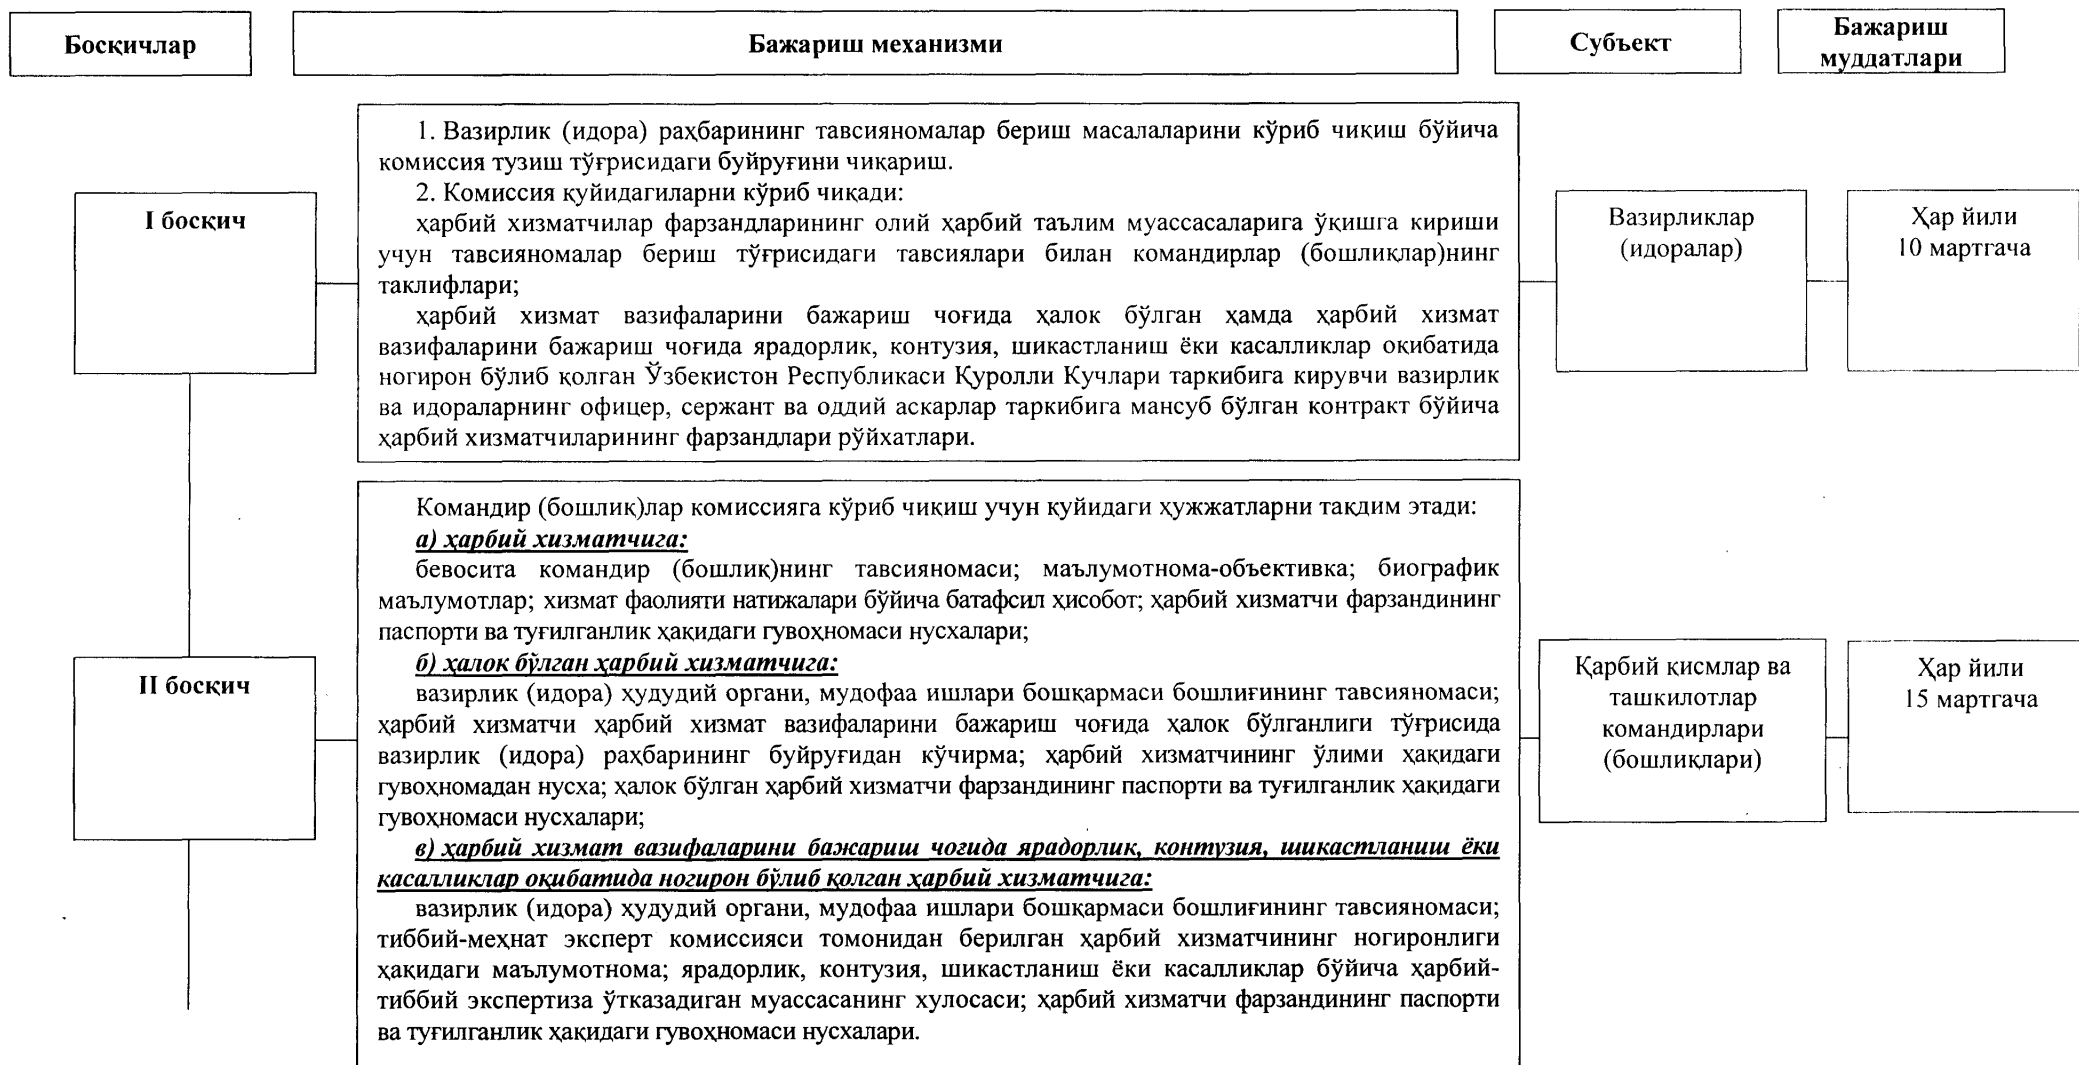 Босқичлар
Бажариш механизми
Субъект
Бажариш
муддатлари
I босқич
1. Вазирлик (идора) раҳбарининг тавсияномалар бериш масалаларини кўриб чиқиш бўйича
комиссия тузиш тўғрисидаги буйруғини чиқариш.
2. Комиссия қуйидагиларни кўриб чиқади:
ҳарбий хизматчилар фарзандларининг олий ҳарбий таълим муассасаларига ўқишга кириши
учун тавсияномалар бериш тўғрисидаги тавсиялари билан командирлар (бошлиқлар)нинг
таклифлари;
ҳарбий хизмат вазифаларини бажариш чоғида ҳалок бўлган ҳамда ҳарбий хизмат
вазифаларини бажариш чоғида ярадорлик, контузия, шикастланиш ёки касалликлар оқибатида
ногирон бўлиб қолган Ўзбекистон Республикаси Қуролли Кучлари таркибига кирувчи вазирлик
ва идораларнинг офицер, сержант ва оддий аскарлар таркибига мансуб бўлган контракт бўйича
ҳарбий хизматчиларининг фарзандлари рўйхатлари.
Вазирликлар
(идоралар)
Ҳар йили
10 мартгача
II босқич
Командир (бошлиқ)лар комиссияга кўриб чиқиш учун қуйидаги ҳужжатларни тақдим этади:
а) ҳарбий хизматчига:
бевосита командир (бошлиқ)нинг тавсияномаси; маълумотнома-объективка; биографик
маълумотлар; хизмат фаолияти натижалари бўйича батафсил ҳисобот; ҳарбий хизматчи фарзандининг
паспорти ва туғилганлик ҳақидаги гувоҳномаси нусхалари;
б) ҳалок бўлган ҳарбий хизматчига:
вазирлик (идора) ҳудудий органи, мудофаа ишлари бошқармаси бошлиғининг тавсияномаси;
ҳарбий хизматчи ҳарбий хизмат вазифаларини бажариш чоғида ҳалок бўлганлиги тўғрисида
вазирлик (идора) раҳбарининг буйруғидан кўчирма; ҳарбий хизматчининг ўлими ҳақидаги
гувоҳномадан нусха; ҳалок бўлган ҳарбий хизматчи фарзандининг паспорти ва туғилганлик ҳақидаги
гувоҳномаси нусхалари;
в) ҳарбий хизмат вазифаларини бажариш чоғида ярадорлик, контузия, шикастланиш ёки
касалликлар оқибатида ногирон бўлиб қолган ҳарбий хизматчига:
вазирлик (идора) ҳудудий органи, мудофаа ишлари бошқармаси бошлиғининг тавсияномаси;
тиббий-меҳнат эксперт комиссияси томонидан берилган ҳарбий хизматчининг ногиронлиги
ҳақидаги маълумотнома; ярадорлик, контузия, шикастланиш ёки касалликлар бўйича ҳарбий-
тиббий экспертиза ўтказадиган муассасанинг хулосаси; ҳарбий хизматчи фарзандининг паспорти
ва туғилганлик ҳақидаги гувоҳномаси нусхалари.
Қарбий қисмлар ва
ташкилотлар
командирлари
(бошлиқлари)
Ҳар йили
15 мартгача